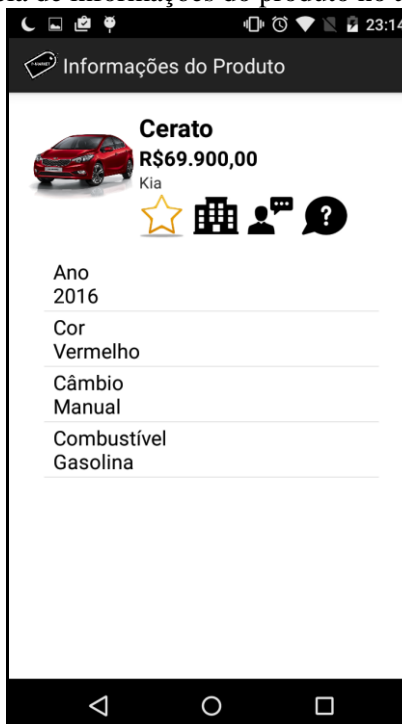 de informações do produto no
23:14
Informações do Produto
Cerato
R$69.900,00
Kia
?
Ano
2016
Cor
Vermelho
Câmbio
Manual
Combustível
Gasolina